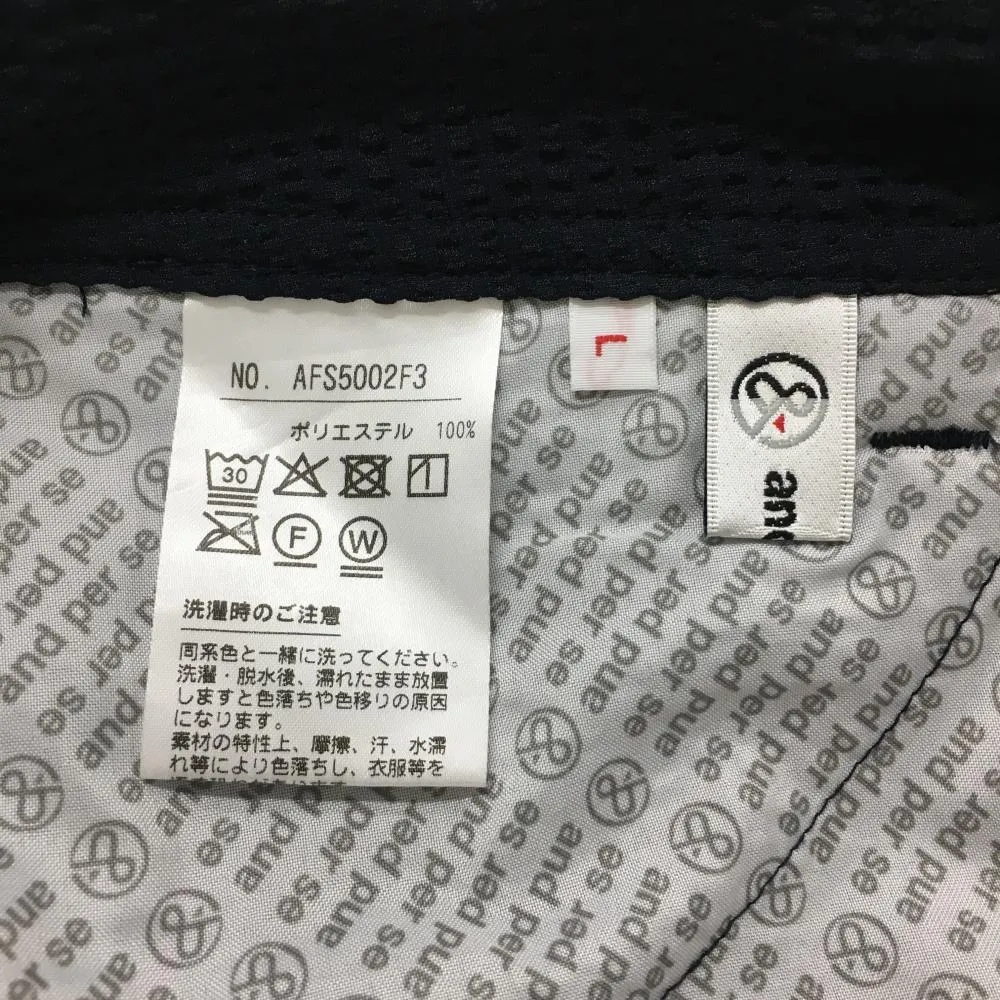 NO. AFS5002F3
ポリエステル 100%
30
F W
洗濯時のご注意
同系色と一緒に洗ってください。
洗濯・脱水後、濡れたまま放置
しますと色落ちや色移りの原因
になります。
素材の特性上、摩擦、汗、水濡
れ等により色落ちし、衣服等を
L
and
and per se